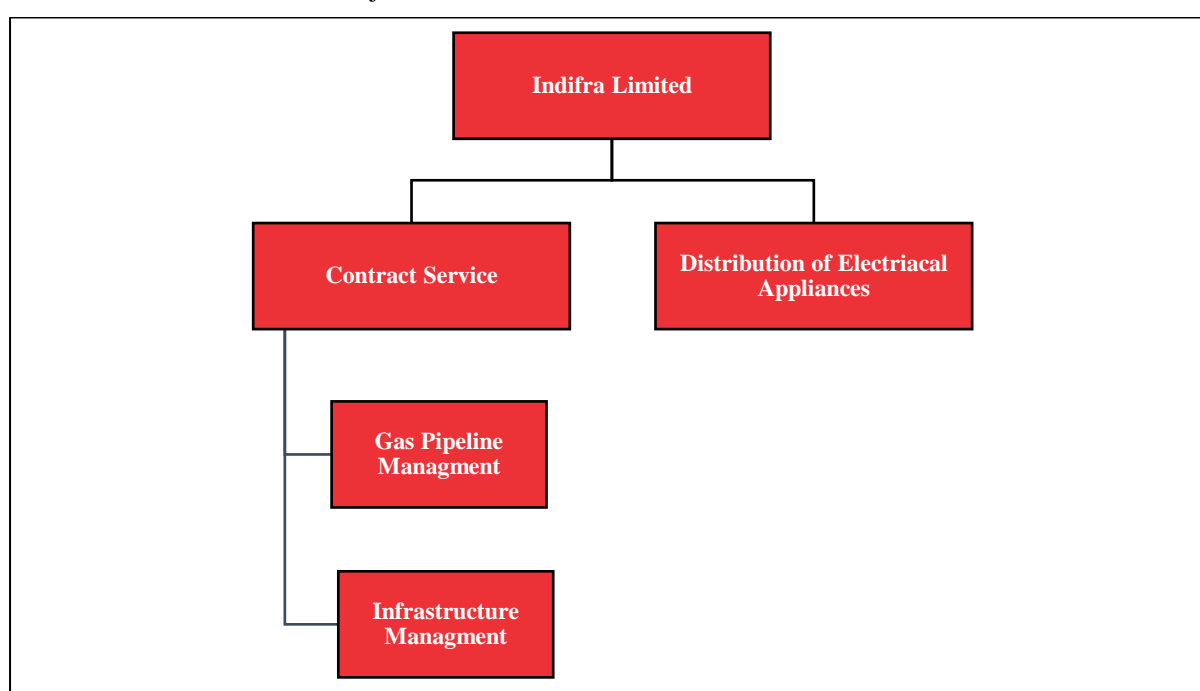 Indifra Limited
Contract Service
Distribution of Electriacal
Appliances
Gas Pipeline
Managment
Infrastructure
Managment